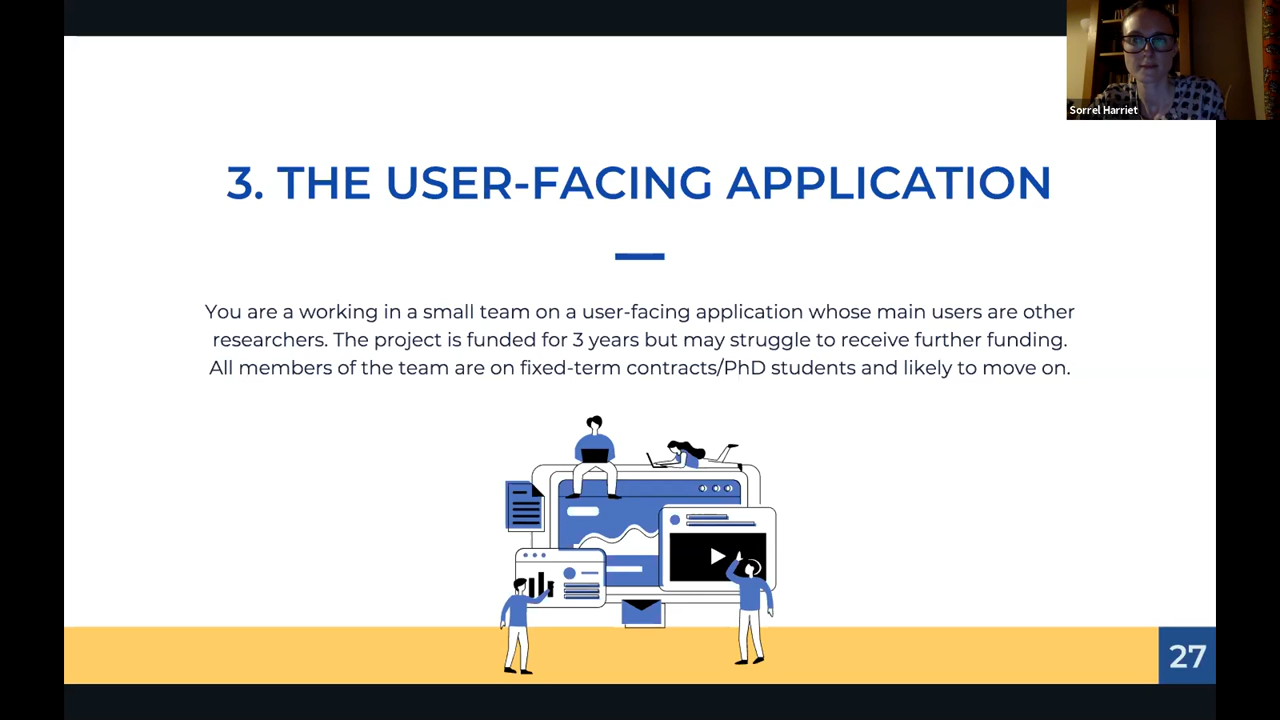 Sorrel Harriet
3. THE USER-FACING APPLICATION
You are a working in a small team on a user-facing application whose main users are other
researchers. The project is funded for 3 years but may struggle to receive further funding.
All members of the team are on fixed-term contracts/PhD students and likely to move on.
27